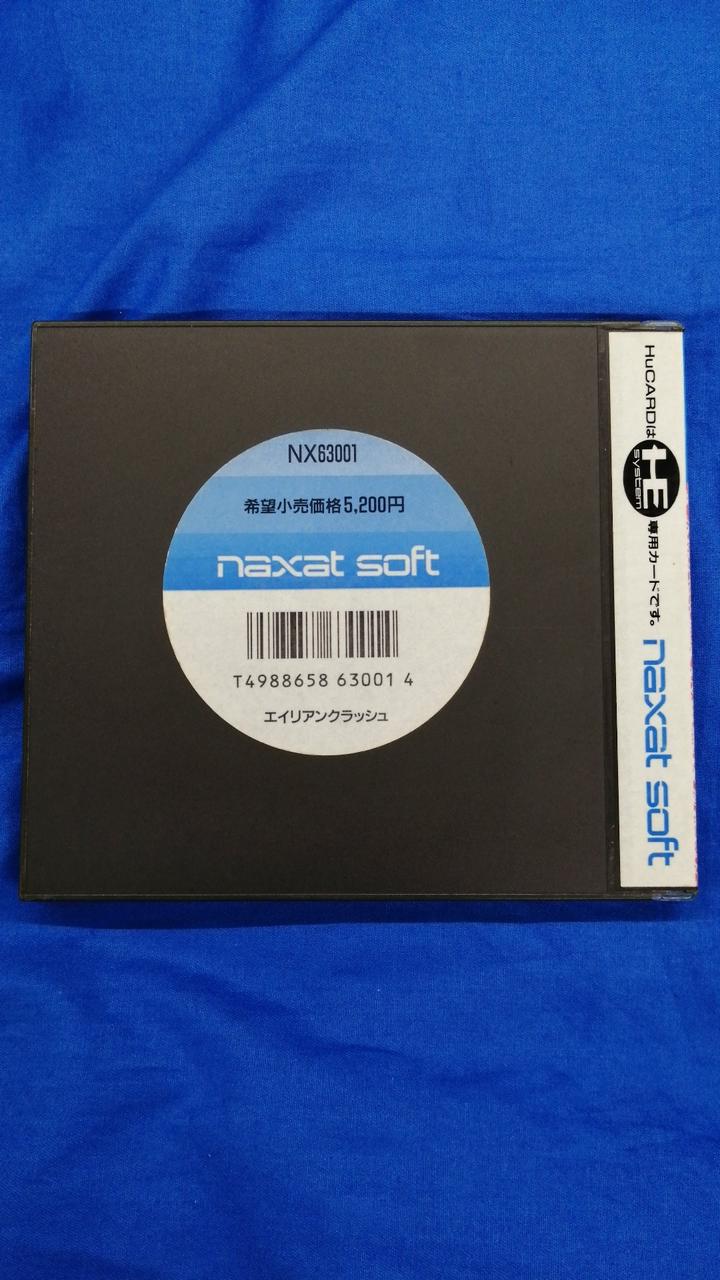 NX63001
希望小売価格5,200円
naxat soft
T4988658 63001 4
エイリアンクラッシュ
HuCARDは HE SYSTEM 専用カードです。 naxat soft